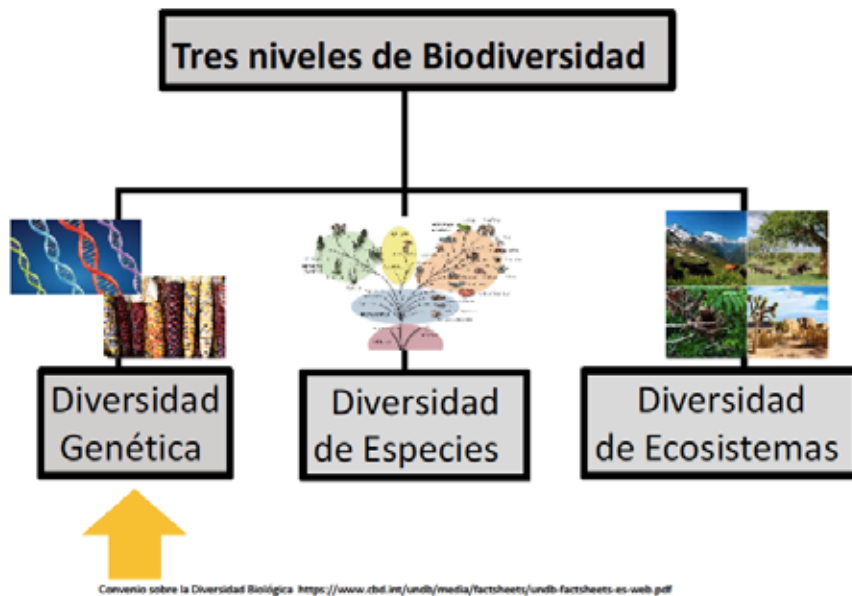 Tres niveles de Biodiversidad
Diversidad
Genética
Diversidad
de Especies
Diversidad
de Ecosistemas
Convenio sobre la Diversidad Biológica https://www.cbd.int/undb/media/factsheets/undb-factsheets-es-web.pdf